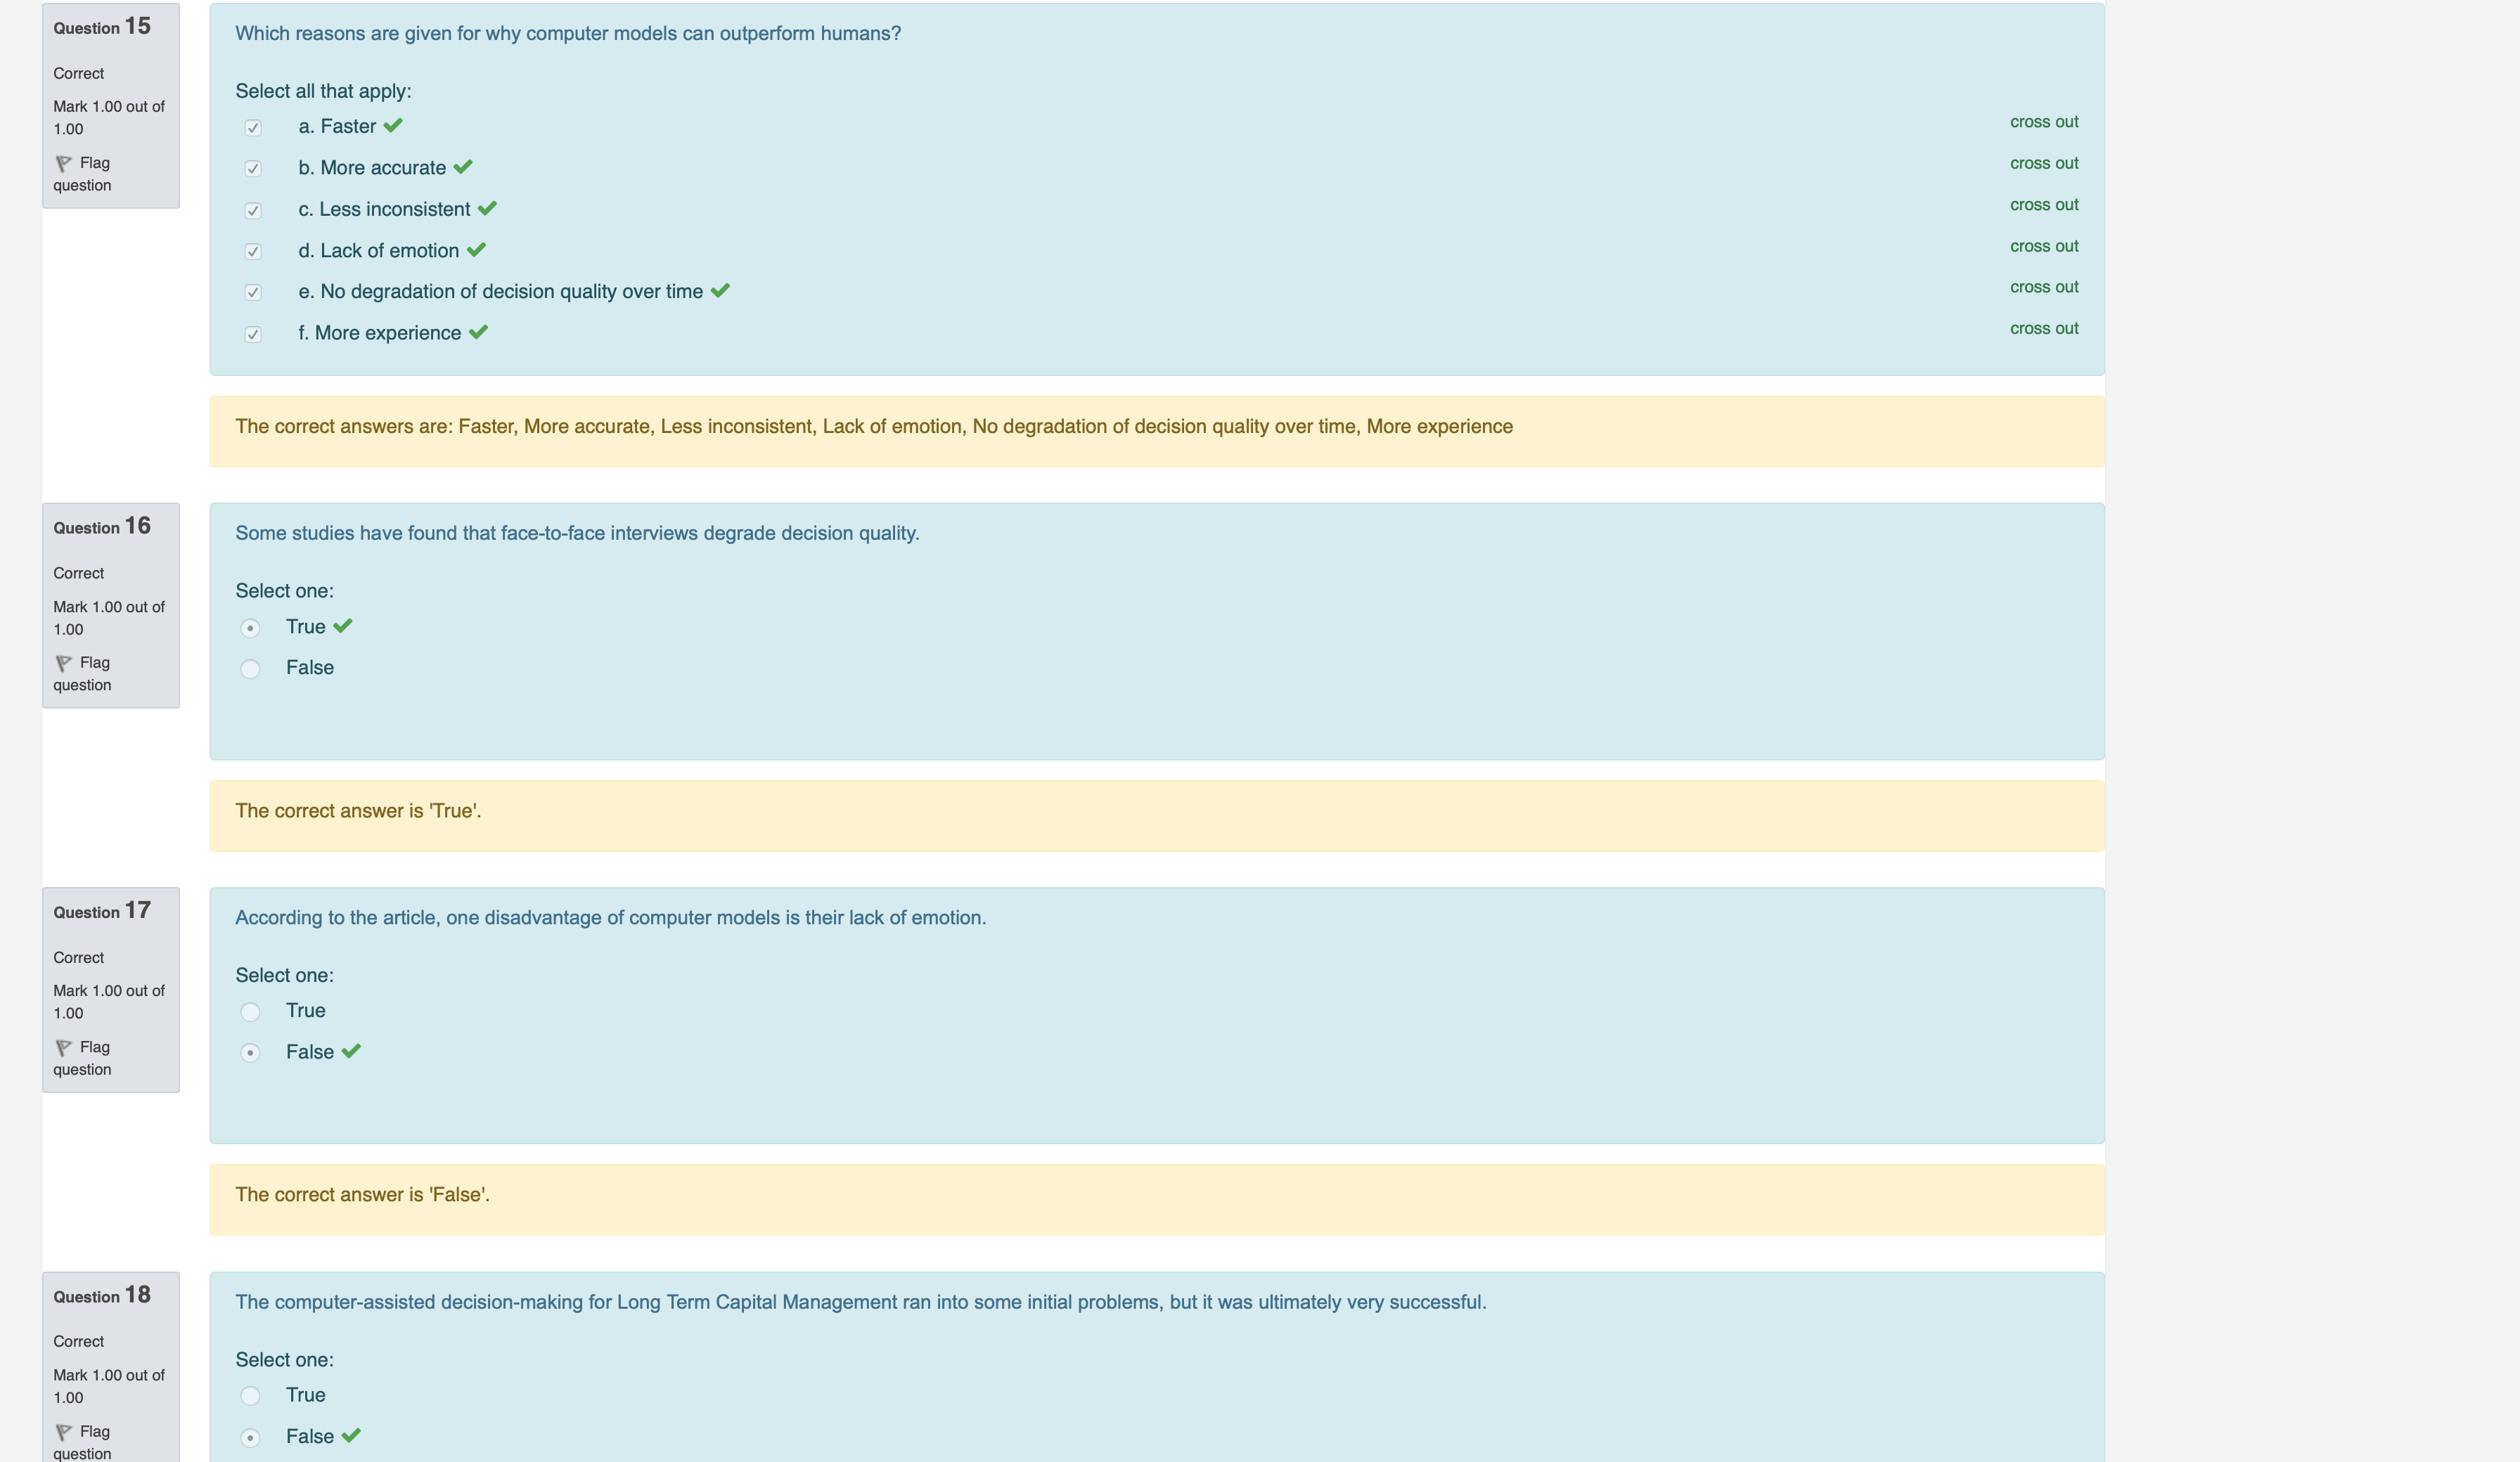 Question 15
Correct
Mark 1.00 out of
1.00
Flag
question
Which reasons are given for why computer models can outperform humans?
Select all that apply:
a. Faster
cross out
b. More accurate
cross out
c. Less inconsistent
cross out
d. Lack of emotion
cross out
e. No degradation of decision quality over time
cross out
f. More experience
cross out
The correct answers are: Faster, More accurate, Less inconsistent, Lack of emotion, No degradation of decision quality over time, More experience
Question 16
Correct
Mark 1.00 out of
1.00
Flag
question
Some studies have found that face-to-face interviews degrade decision quality.
Select one:
True
False
The correct answer is 'True'.
Question 17
Correct
Mark 1.00 out of
1.00
Flag
question
According to the article, one disadvantage of computer models is their lack of emotion.
Select one:
True
False
The correct answer is 'False'.
Question 18
Correct
Mark 1.00 out of
1.00
Flag
question
The computer-assisted decision-making for Long Term Capital Management ran into some initial problems, but it was ultimately very successful.
Select one:
True
False